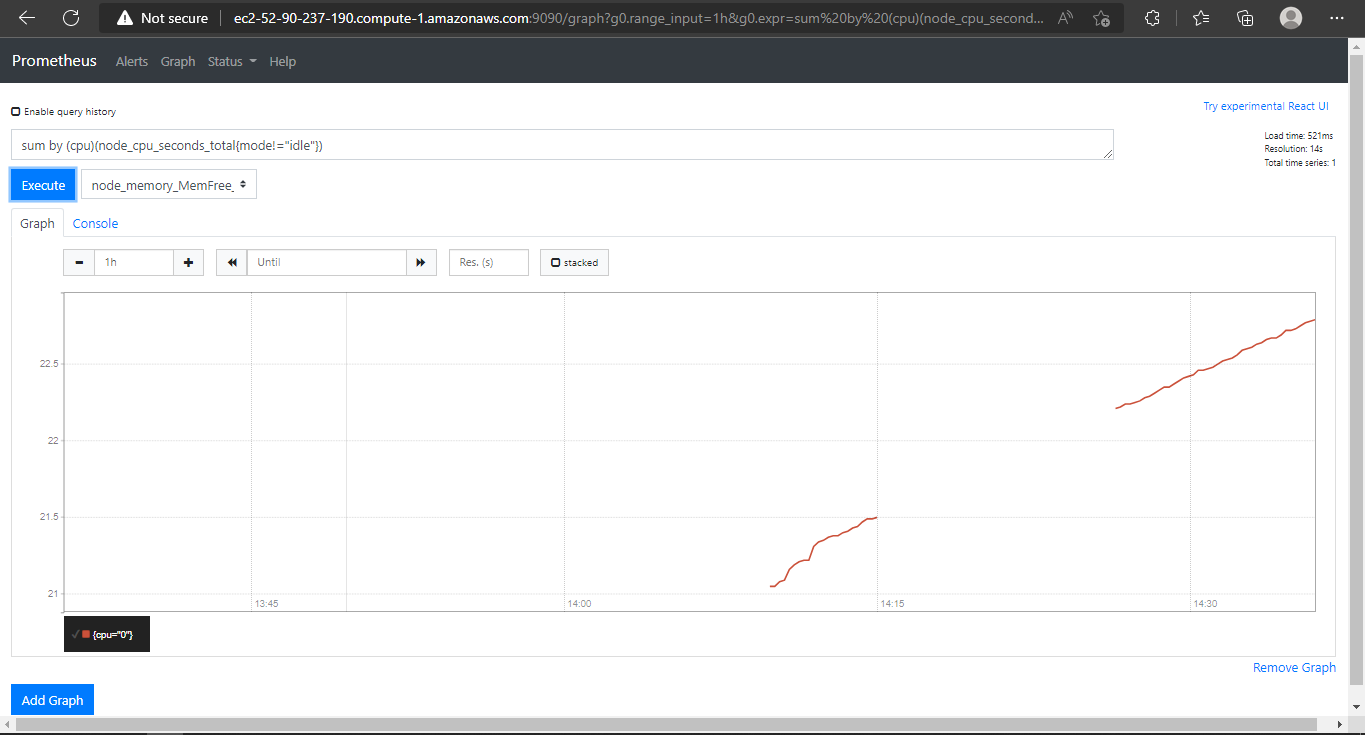 Not secure
ec2-52-90-237-190.compute-1.amazonaws.com:9090/graph?g0.range_input=1h&g0.expr=sum%20by%20(cpu)(node_cpu_second...
Prometheus Alerts Graph Status Help
Enable query history
Try experimental React UI
sum by (cpu)(node_cpu_seconds_total{mode!="idle"})
Load time: 521ms
Resolution: 14s
Total time series: 1
Execute
node_memory_MemFree_
Graph Console
1h
Until
Res. (s)
stacked
22.5
22
21.5
21
13:45 14:00 14:15 14:30
{cpu="0"}
Remove Graph
Add Graph